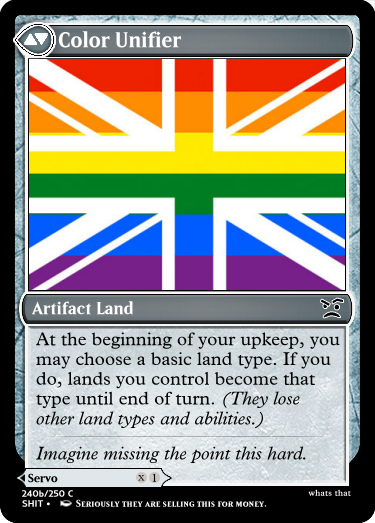 Color Unifier
Artifact Land
At the beginning of your upkeep, you
may choose a basic land type. If you
do, lands you control become that
type until end of turn. (They lose
other land types and abilities.)
Imagine missing the point this hard.
Servo X 1
240b/250 C whats that
SHIT • SERIOUSLY THEY ARE SELLING THIS FOR MONEY.